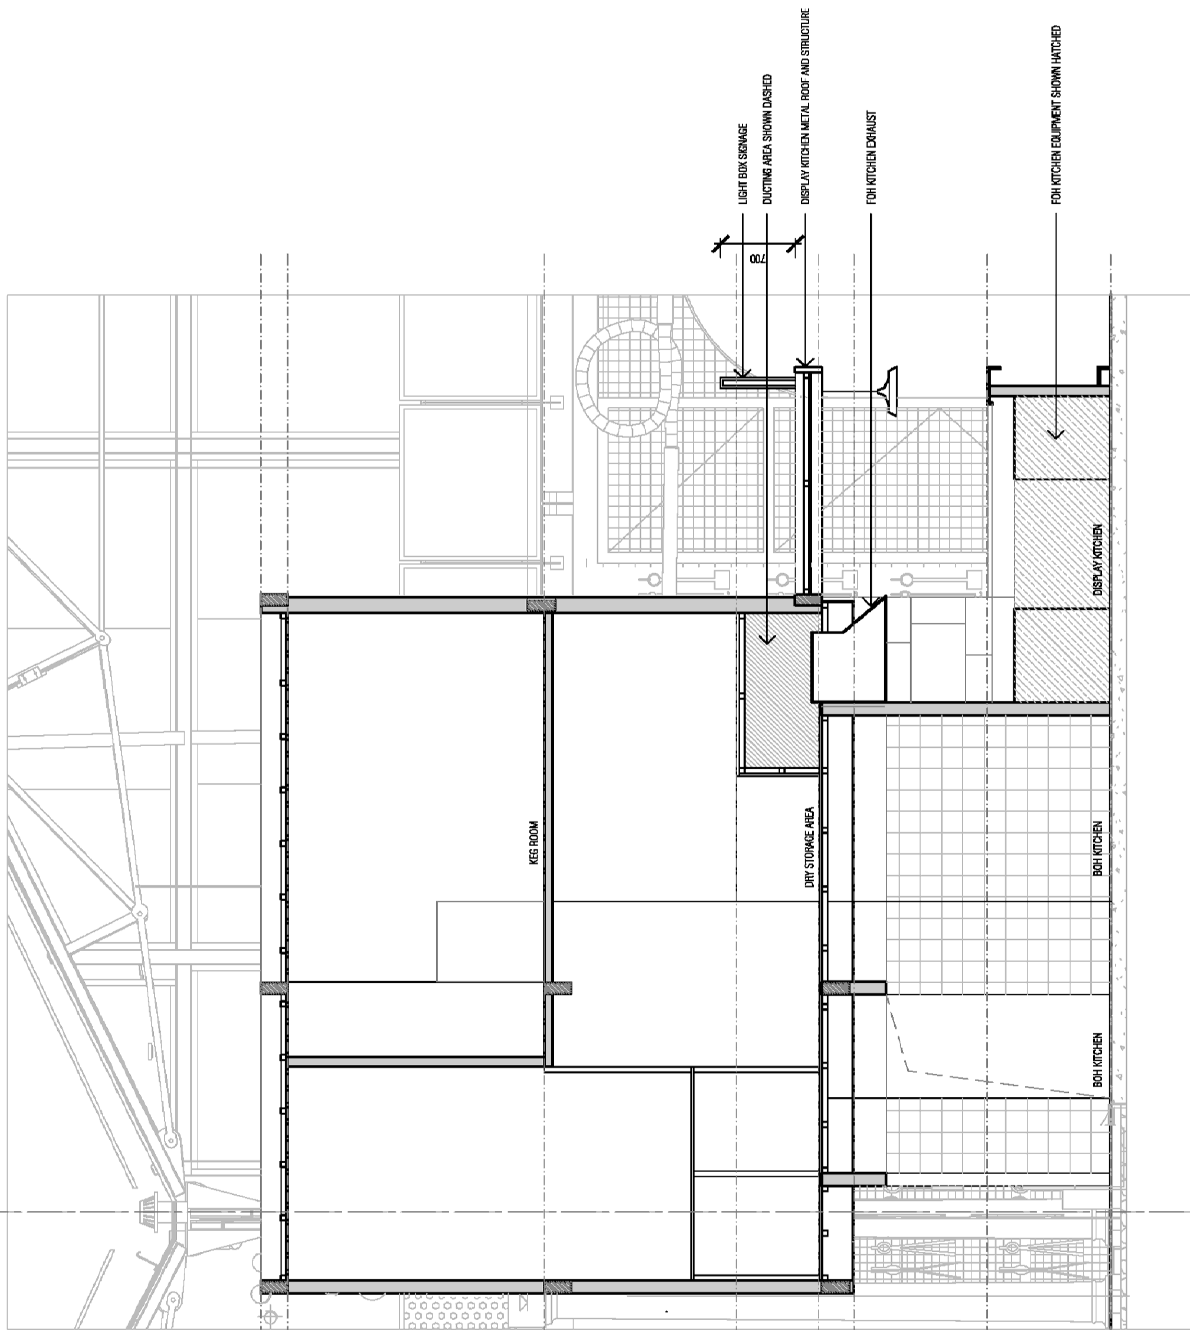 LIGHT BOX SIGNAGE
DUCTING AREA SHOWN DASHED
DISPLAY KITCHEN METAL ROOF AND STRUCTURE
FOH KITCHEN EXHAUST
FOH KITCHEN EQUIPMENT SHOWN HATCHED
700
KEG ROOM
DRY STORAGE AREA
DISPLAY KITCHEN
BOH KITCHEN
BOH KITCHEN